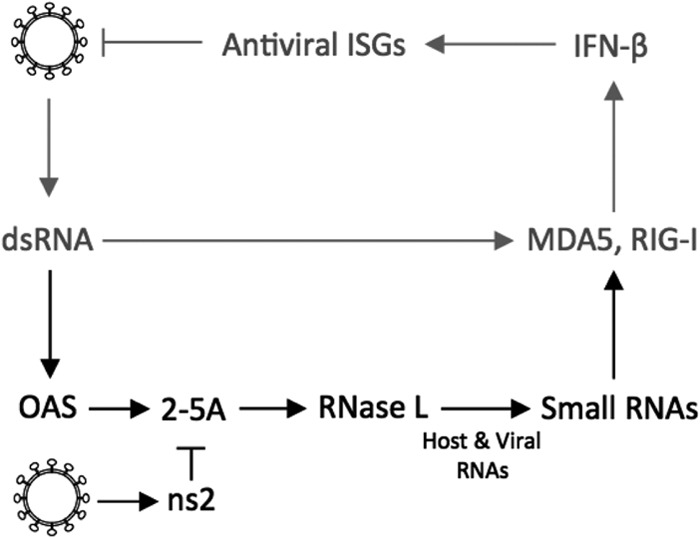 Antiviral ISGs
IFN-β
dsRNA
MDA5, RIG-I
OAS
2-5A
RNase L
Small RNAs
Host & Viral
RNAs
ns2